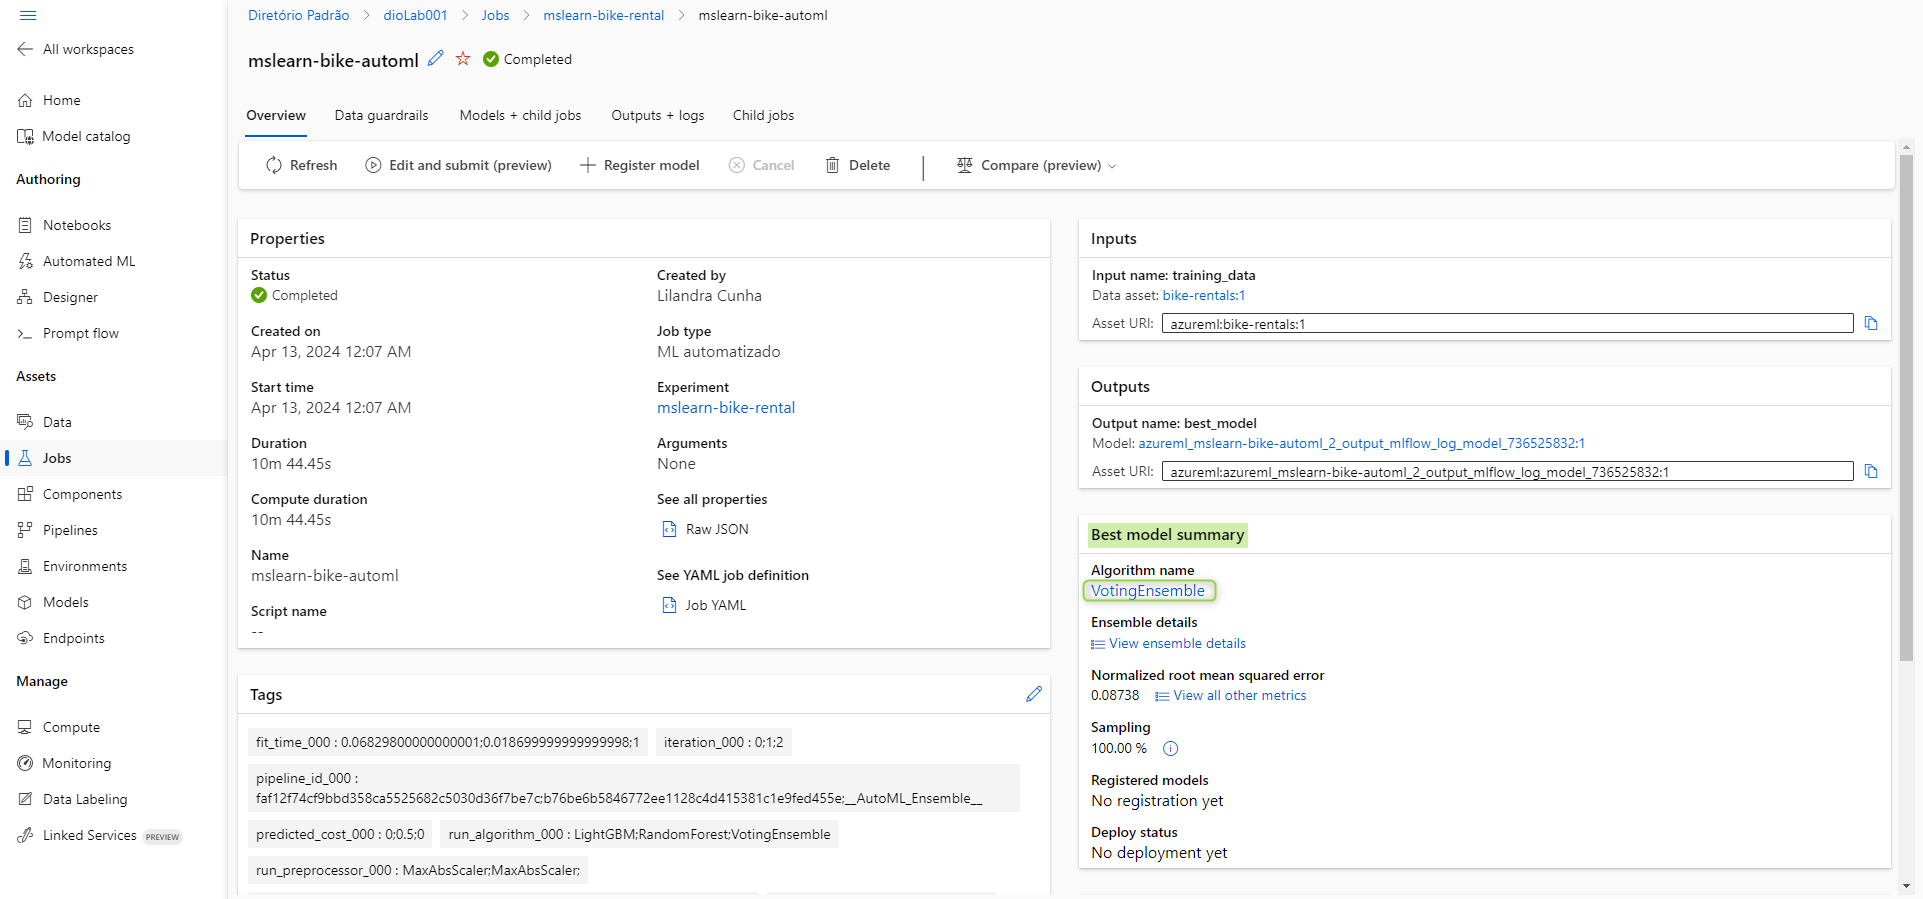 Diretório Padrão > dioLab001 > Jobs > mslearn-bike-rental > mslearn-bike-automl
All workspaces
mslearn-bike-automl Completed
Home
Model catalog
Authoring
Notebooks
Automated ML
Designer
Prompt flow
Assets
Data
Jobs
Components
Pipelines
Environments
Models
Endpoints
Manage
Compute
Monitoring
Data Labeling
Linked Services PREVIEW
Overview Data guardrails Models + child jobs Outputs + logs Child jobs
Refresh Edit and submit (preview) Register model Cancel Delete | Compare (preview)
Properties
Status
Completed
Created on
Apr 13, 2024 12:07 AM
Start time
Apr 13, 2024 12:07 AM
Duration
10m 44.45s
Compute duration
10m 44.45s
Name
mslearn-bike-automl
Script name
--
Created by
Lilandra Cunha
Job type
ML automatizado
Experiment
mslearn-bike-rental
Arguments
None
See all properties
Raw JSON
See YAML job definition
Job YAML
Tags
fit_time_000 : 0.06829800000000001;0.018699999999999998;1 iteration_000 : 0;1;2
pipeline_id_000 :
faf12f74cf9bbd358ca5525682c5030d36f7be7c;b76be6b5846772ee1128c4d415381c1e9fed455e;__AutoML_Ensemble__
predicted_cost_000 : 0;0.5;0 run_algorithm_000 : LightGBM;RandomForest;VotingEnsemble
run_preprocessor_000 : MaxAbsScaler;MaxAbsScaler;
Inputs
Input name: training_data
Data asset: bike-rentals:1
Asset URI: azureml:bike-rentals:1
Outputs
Output name: best_model
Model: azureml_mslearn-bike-automl_2_output_mlflow_log_model_736525832:1
Asset URI: azureml:azureml_mslearn-bike-automl_2_output_mlflow_log_model_736525832:1
Best model summary
Algorithm name
VotingEnsemble
Ensemble details
View ensemble details
Normalized root mean squared error
0.08738 View all other metrics
Sampling
100.00 %
Registered models
No registration yet
Deploy status
No deployment yet